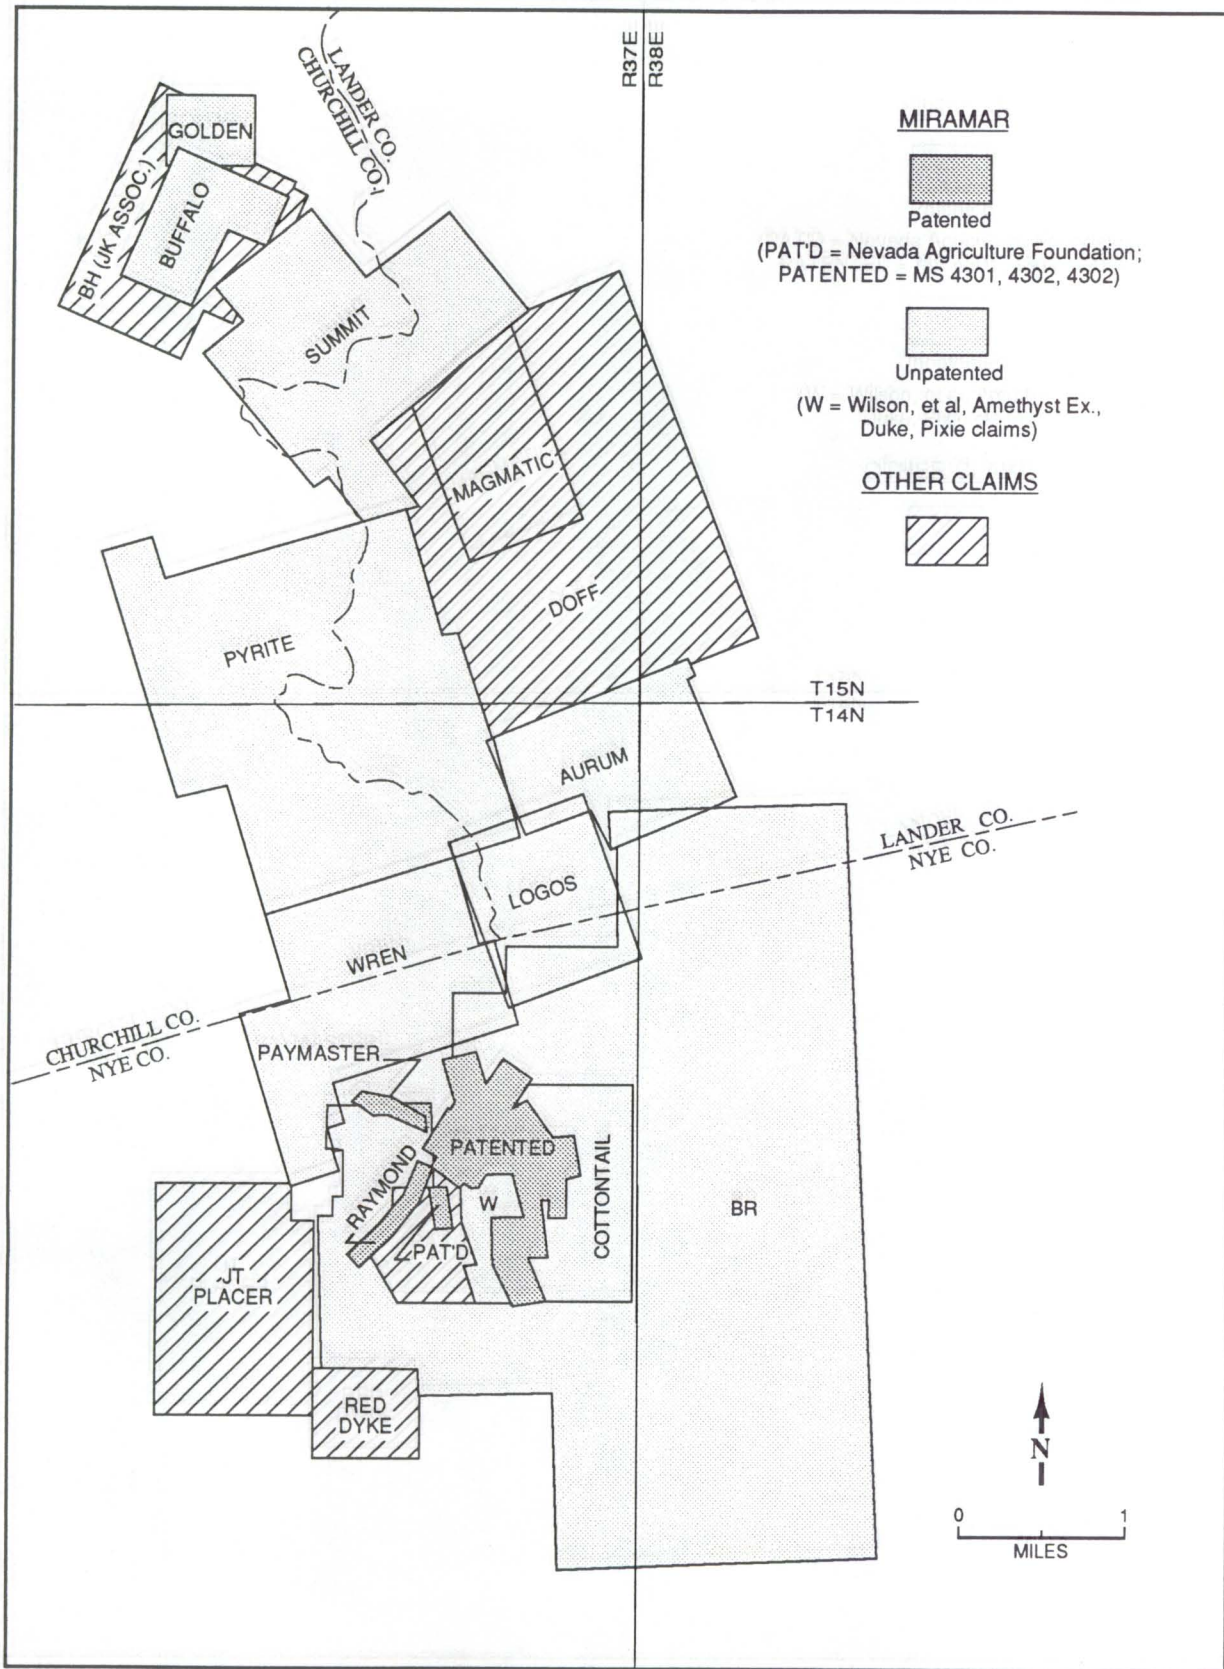 LANDER CO.
CHURCHILL CO.
R37E
R38E
MIRAMAR
Patented
(PAT'D = Nevada Agriculture Foundation;
PATENTED = MS 4301, 4302, 4302)
Unpatented
(W = Wilson, et al, Amethyst Ex.,
Duke, Pixie claims)
OTHER CLAIMS
GOLDEN
BUFFALO
BH (JK ASSOC.)
SUMMIT
MAGMATIC
DOFF
PYRITE
T15N
T14N
AURUM
LANDER CO.
NYE CO.
LOGOS
WREN
CHURCHILL CO.
NYE CO.
PAYMASTER
PATENTED
RAYMOND
W
COTTONTAIL
BR
PAT'D
JT
PLACER
RED
DYKE
N
0 1
MILES